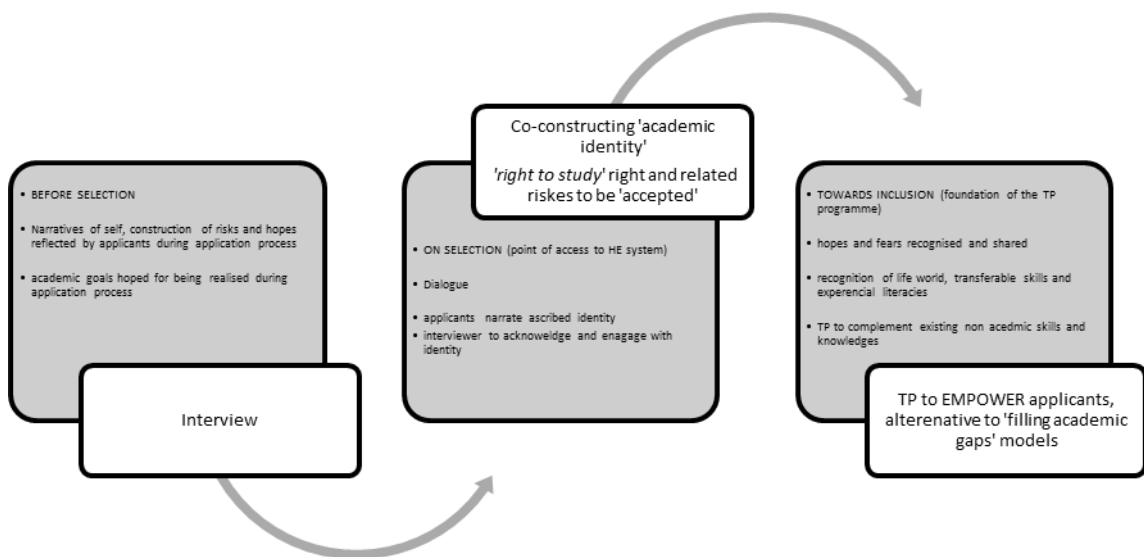 • BEFORE SELECTION
• Narratives of self, construction of risks and hopes
reflected by applicants during application process
• academic goals hoped for being realised during
application process
Interview
Co-constructing 'academic
identity'
'right to study' right and related
riskes to be 'accepted'
• ON SELECTION (point of access to HE system)
• Dialogue
• applicants narrate ascribed identity
• interviewer to acknoweldge and enagage with
identity
• TOWARDS INCLUSION (foundation of the TP
programme)
• hopes and fears recognised and shared
• recognition of life world, transferable skills and
experencial literacies
• TP to complement existing non acedmic skills and
knowledges
TP to EMPOWER applicants,
alterenative to 'filling academic
gaps' models